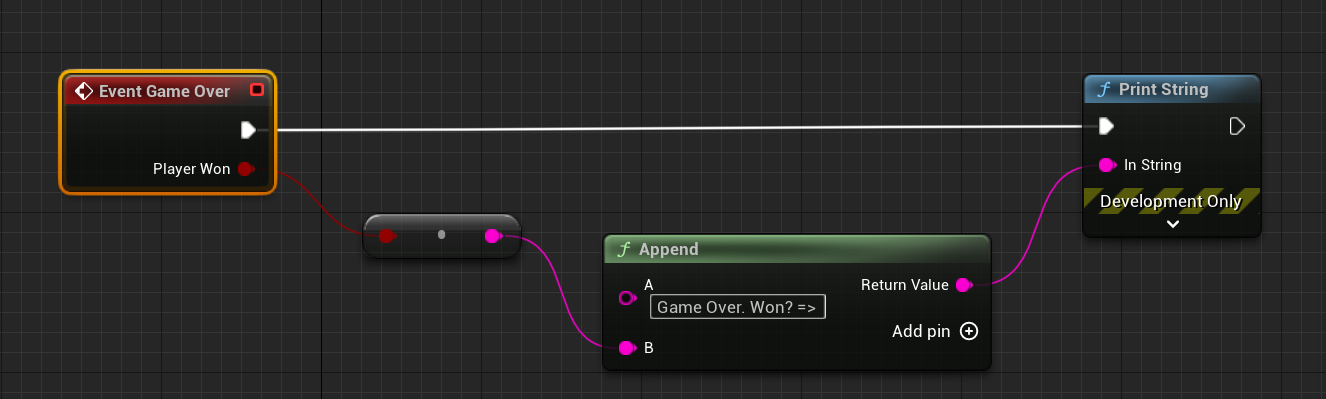 Event Game Over
Player Won
f Append
A
Game Over. Won? =>
B
Return Value
Add pin
f Print String
In String
Development Only